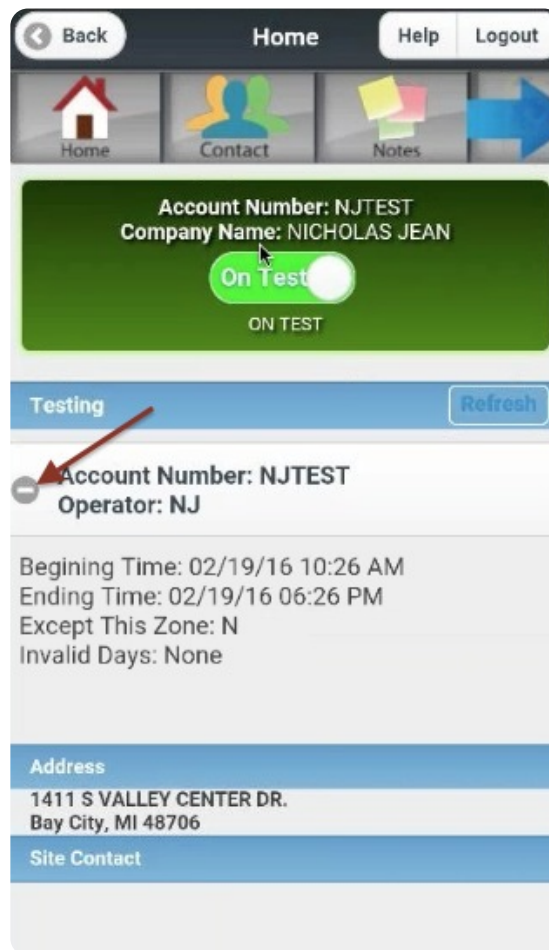 Back
Home
Help
Logout
Home
Contact
Notes
Account Number: NJTEST
Company Name: NICHOLAS JEAN
On Test
ON TEST
Testing
Refresh
Account Number: NJTEST
Operator: NJ
Begining Time: 02/19/16 10:26 AM
Ending Time: 02/19/16 06:26 PM
Except This Zone: N
Invalid Days: None
Address
1411 S VALLEY CENTER DR.
Bay City, MI 48706
Site Contact